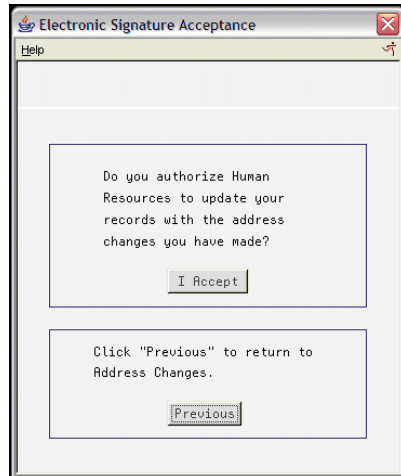 Electronic Signature Acceptance
Help
Do you authorize Human
Resources to update your
records with the address
changes you have made?
I Accept
Click "Previous" to return to
Address Changes.
Previous